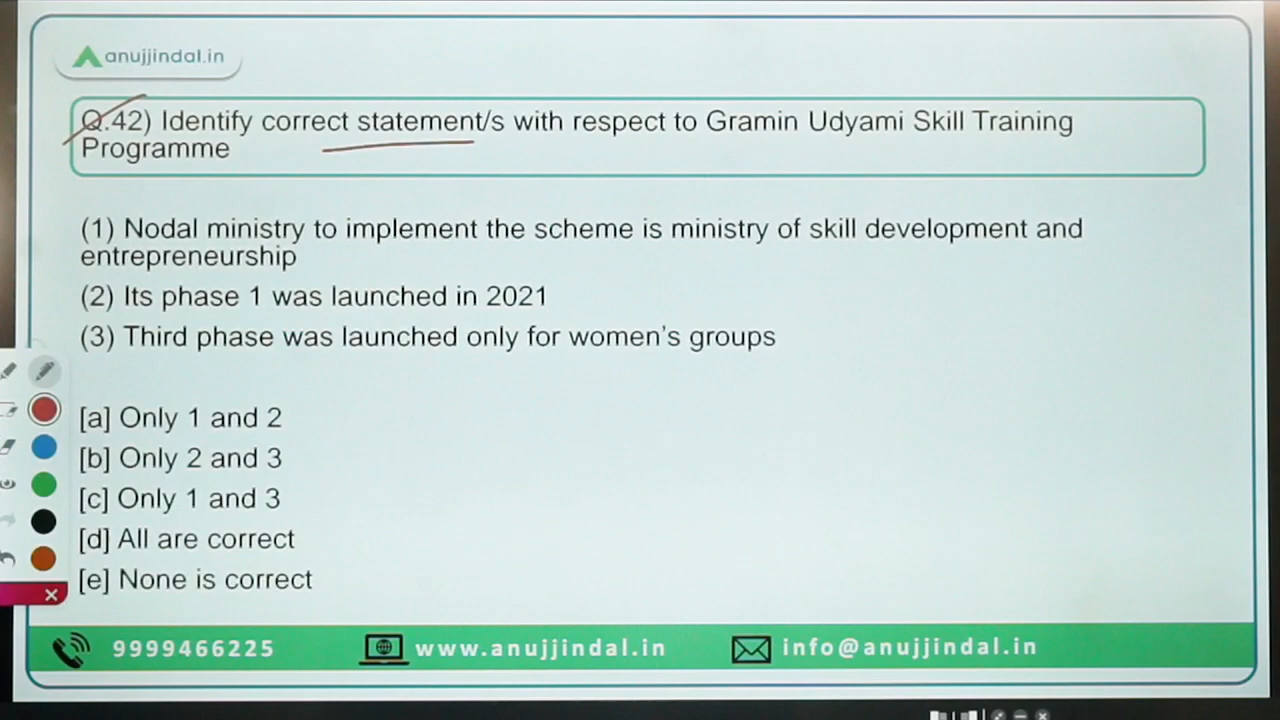 anujjindal.in
Q.42) Identify correct statement/s with respect to Gramin Udyami Skill Training
Programme
(1) Nodal ministry to implement the scheme is ministry of skill development and
entrepreneurship
(2) Its phase 1 was launched in 2021
(3) Third phase was launched only for women's groups
[a] Only 1 and 2
[b] Only 2 and 3
[c] Only 1 and 3
[d] All are correct
[e] None is correct
9999466225 www.anujjindal.in info@anujjindal.in